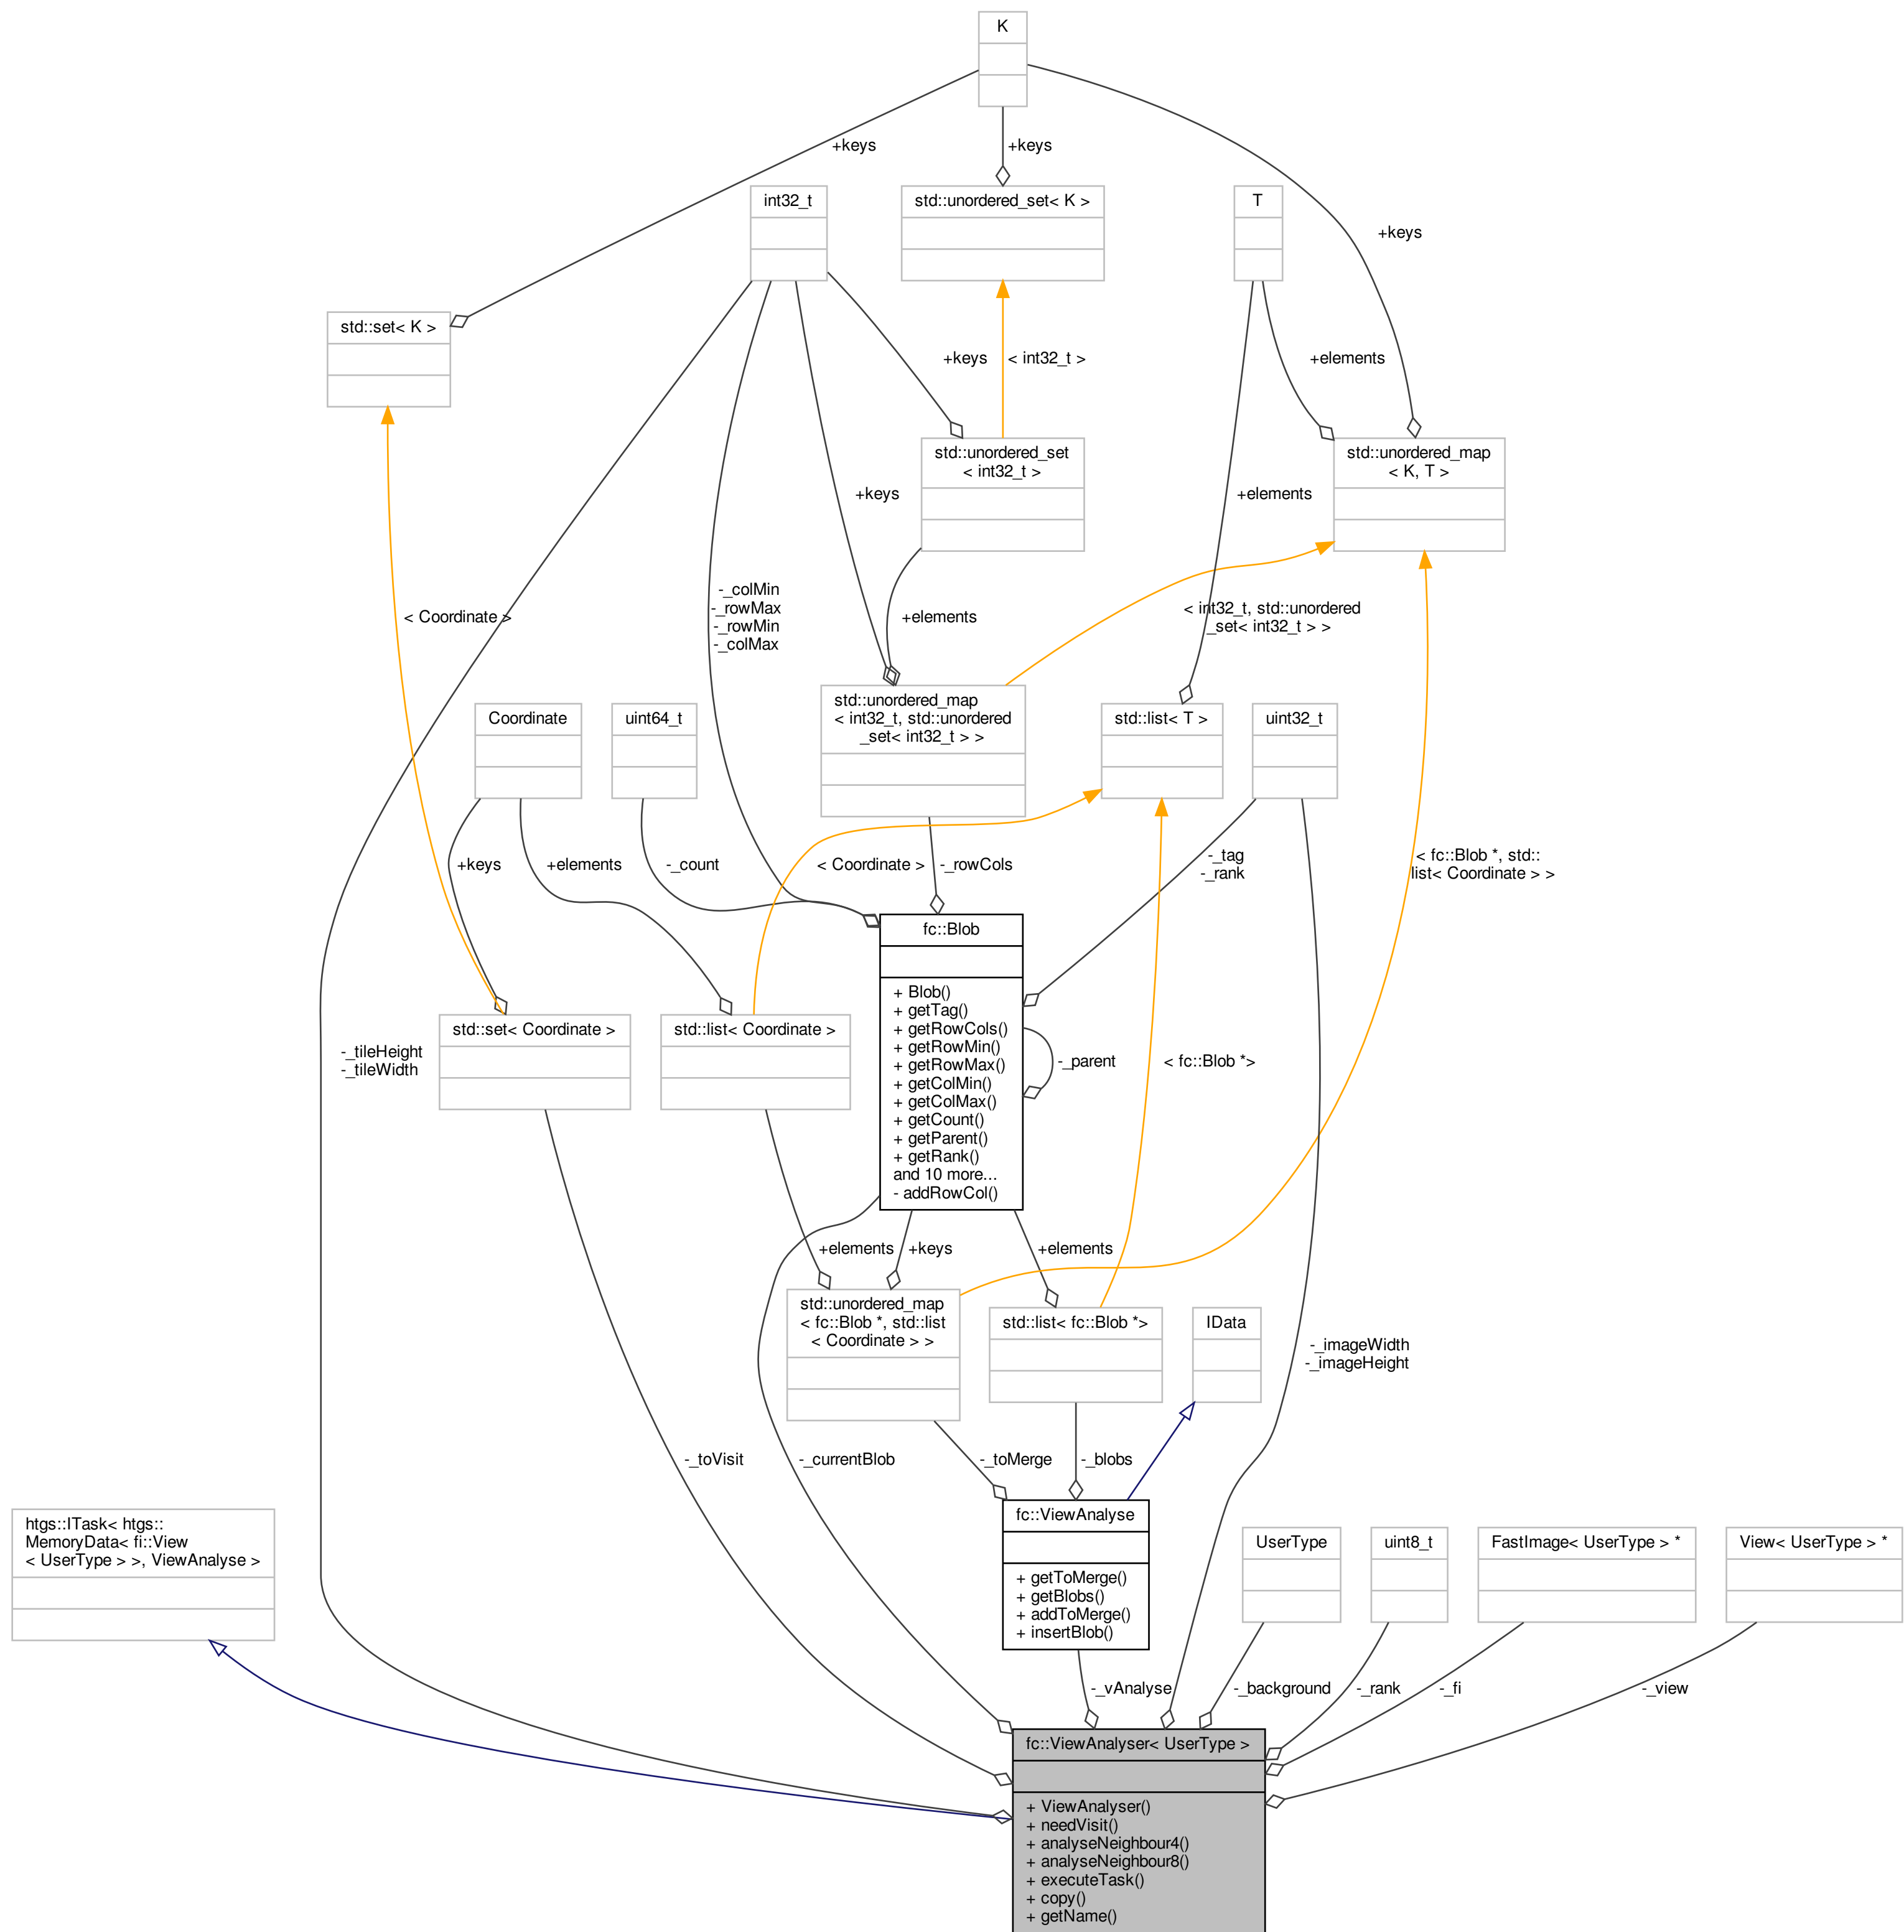 K
+keys
+keys
int32_t
std::unordered_set< K >
T
+keys
std::set< K >
+keys
< int32_t >
+elements
std::unordered_set
< int32_t >
std::unordered_map
< K, T >
+keys
+elements
-_colMin
-_rowMax
-_rowMin
-_colMax
< Coordinate >
+elements
< int32_t, std::unordered
_set< int32_t > >
Coordinate
uint64_t
std::unordered_map
< int32_t, std::unordered
_set< int32_t > >
std::list< T >
uint32_t
+keys
+elements
-_count
< Coordinate >
-_rowCols
-_tag
-_rank
< fc::Blob *, std::
list< Coordinate > >
fc::Blob
+ Blob()
+ getTag()
+ getRowCols()
+ getRowMin()
+ getRowMax()
+ getColMin()
+ getColMax()
+ getCount()
+ getParent()
+ getRank()
and 10 more...
- addRowCol()
-_tileHeight
-_tileWidth
std::set< Coordinate >
std::list< Coordinate >
-_parent
< fc::Blob *>
+elements
+keys
+elements
std::unordered_map
< fc::Blob *, std::list
< Coordinate > >
std::list< fc::Blob *>
IData
-_imageWidth
-_imageHeight
-_toVisit
-_currentBlob
-_toMerge
-_blobs
htgs::ITask< htgs::
MemoryData< fi::View
< UserType > >, ViewAnalyse >
fc::ViewAnalyse
+ getToMerge()
+ getBlobs()
+ addToMerge()
+ insertBlob()
UserType
uint8_t
FastImage< UserType > *
View< UserType > *
-_vAnalyse
-_background
-_rank
-_fi
-_view
fc::ViewAnalyser< UserType >
+ ViewAnalyser()
+ needVisit()
+ analyseNeighbour4()
+ analyseNeighbour8()
+ executeTask()
+ copy()
+ getName()